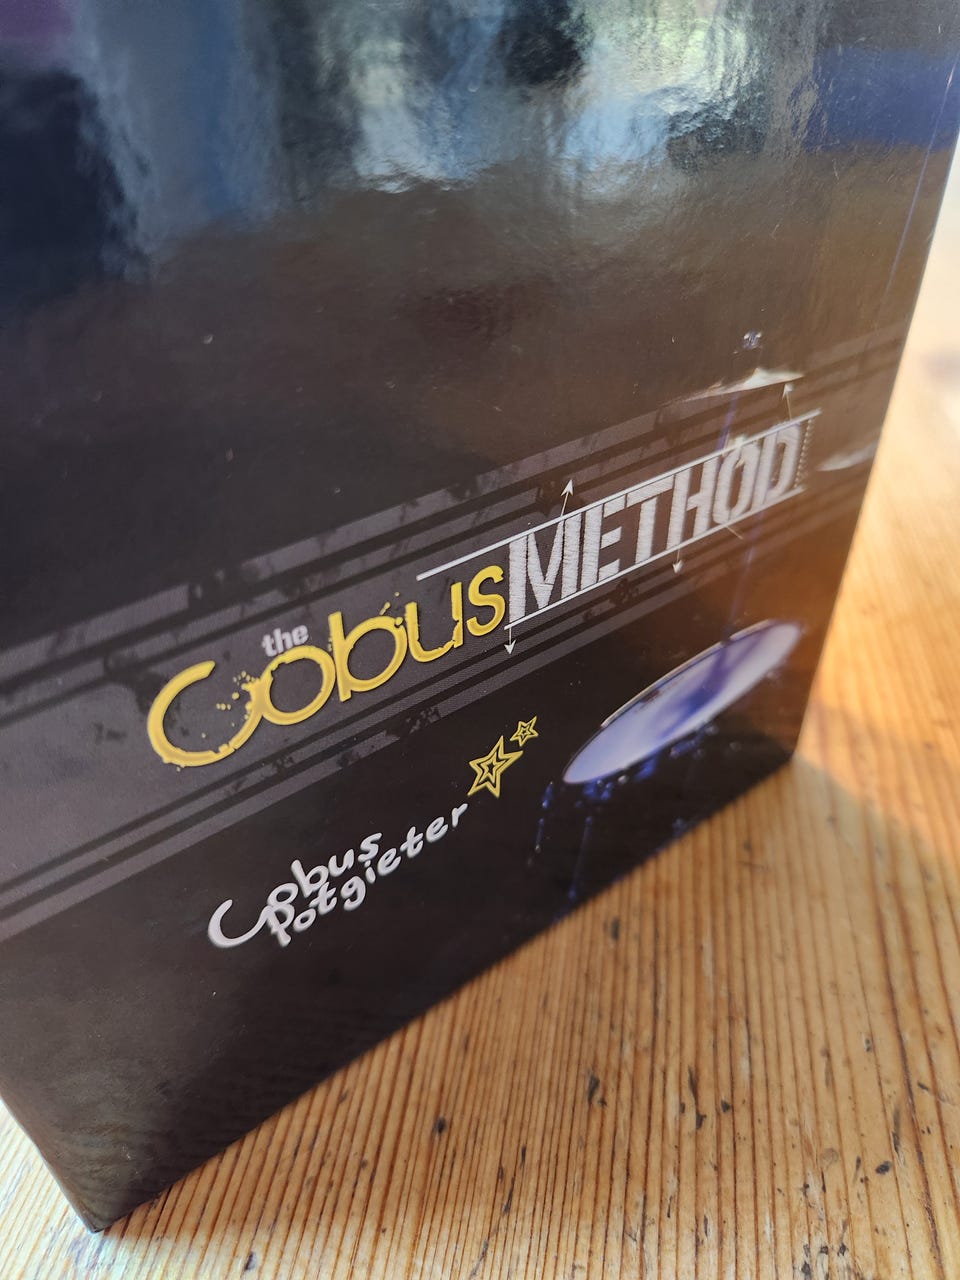 the
CobusMETHOD
Cobus
Potgieter